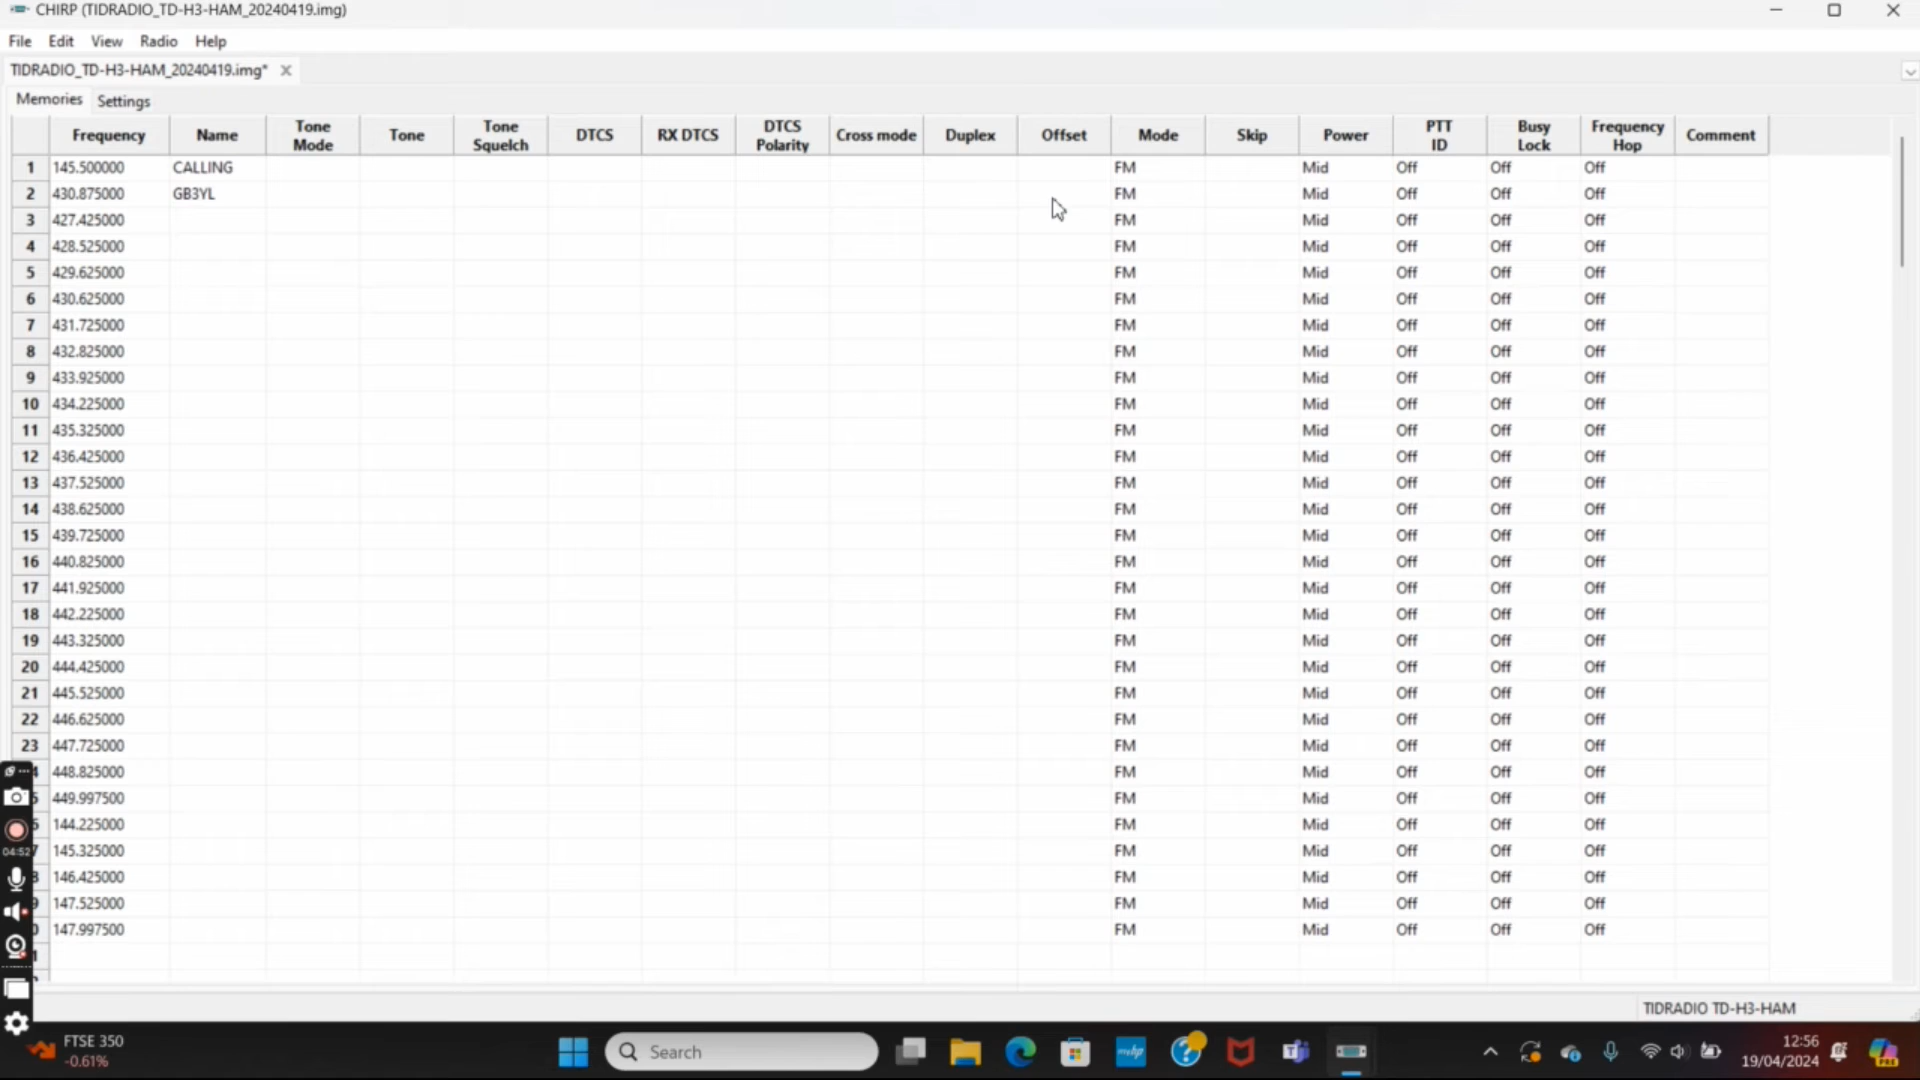 CHIRP (TIDRADIO_TD-H3-HAM_20240419.img)
File Edit View Radio Help
TIDRADIO_TD-H3-HAM_20240419.img*
Memories Settings
Frequency Name Tone Mode Tone Tone Squelch DTCS RX DTCS DTCS Polarity Cross mode Duplex Offset Mode Skip Power PTT ID Busy Lock Frequency Hop Comment
1 145.500000 CALLING FM Mid Off Off Off
2 430.875000 GB3YL FM Mid Off Off Off
3 427.425000 FM Mid Off Off Off
4 428.525000 FM Mid Off Off Off
5 429.625000 FM Mid Off Off Off
6 430.625000 FM Mid Off Off Off
7 431.725000 FM Mid Off Off Off
8 432.825000 FM Mid Off Off Off
9 433.925000 FM Mid Off Off Off
10 434.225000 FM Mid Off Off Off
11 435.325000 FM Mid Off Off Off
12 436.425000 FM Mid Off Off Off
13 437.525000 FM Mid Off Off Off
14 438.625000 FM Mid Off Off Off
15 439.725000 FM Mid Off Off Off
16 440.825000 FM Mid Off Off Off
17 441.925000 FM Mid Off Off Off
18 442.225000 FM Mid Off Off Off
19 443.325000 FM Mid Off Off Off
20 444.425000 FM Mid Off Off Off
21 445.525000 FM Mid Off Off Off
22 446.625000 FM Mid Off Off Off
23 447.725000 FM Mid Off Off Off
4 448.825000 FM Mid Off Off Off
5 449.997500 FM Mid Off Off Off
6 144.225000 FM Mid Off Off Off
7 145.325000 FM Mid Off Off Off
8 146.425000 FM Mid Off Off Off
9 147.525000 FM Mid Off Off Off
0 147.997500 FM Mid Off Off Off
04:52
TIDRADIO TD-H3-HAM
FTSE 350
-0.61%
Search
myhp
12:56
19/04/2024
PRE